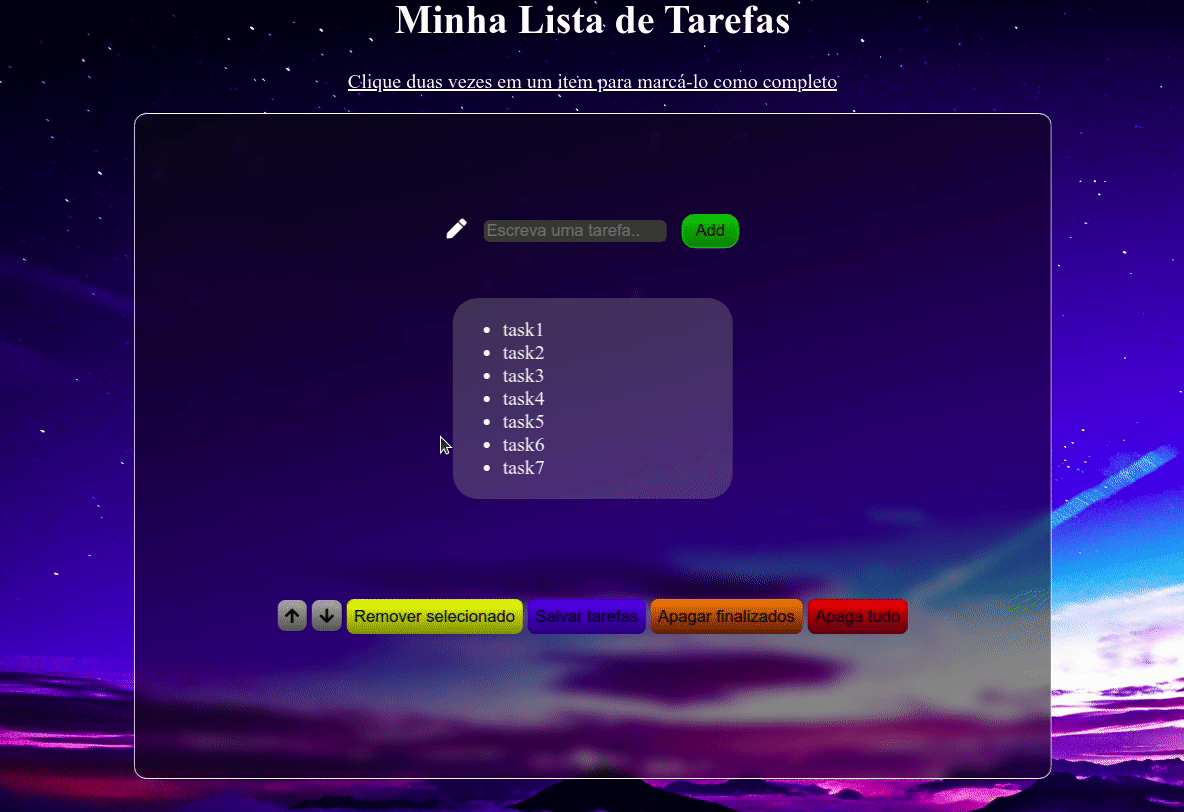 Minha Lista de Tarefas
Clique duas vezes em um item para marcá-lo como completo
Escreva uma tarefa.. Add
task1
task2
task3
task4
task5
task6
task7
Remover selecionado Salvar tarefas Apagar finalizados Apaga tudo